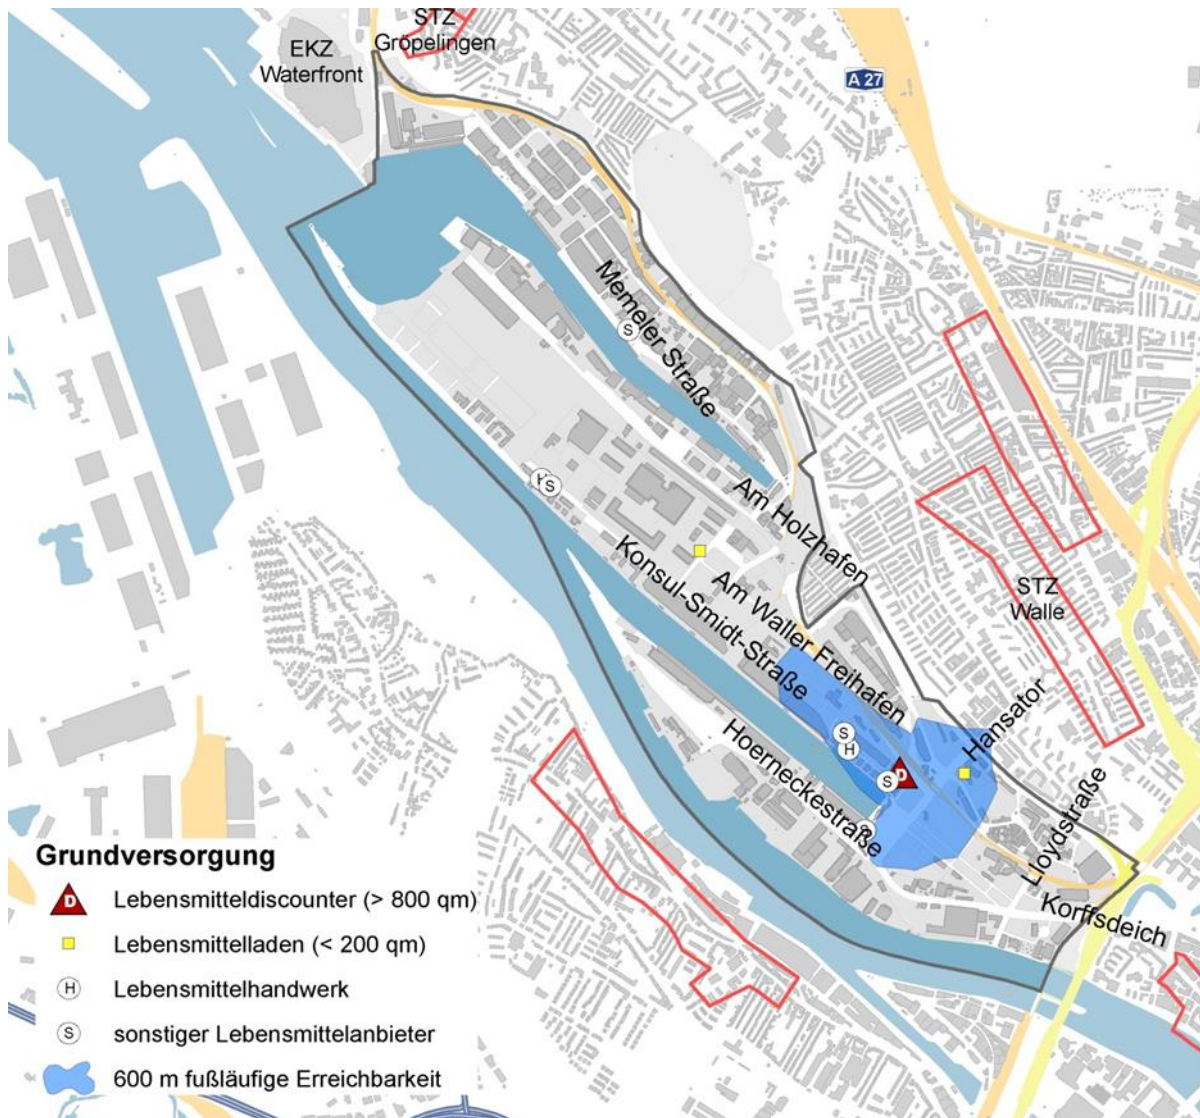 STZ
Gröpelingen
EKZ
Waterfront
A 27
Memeler Straße
S
Am Holzhafen
H
S
Konsul-Smidt-Straße
Am Waller Freihafen
STZ
Walle
Hansator
S
H
D
S
Hoerneckestraße
Lloydstraße
Korffsdeich
Grundversorgung
D Lebensmitteldiscounter (> 800 qm)
Lebensmittelladen (< 200 qm)
H Lebensmittelhandwerk
S sonstiger Lebensmittelanbieter
600 m fußläufige Erreichbarkeit